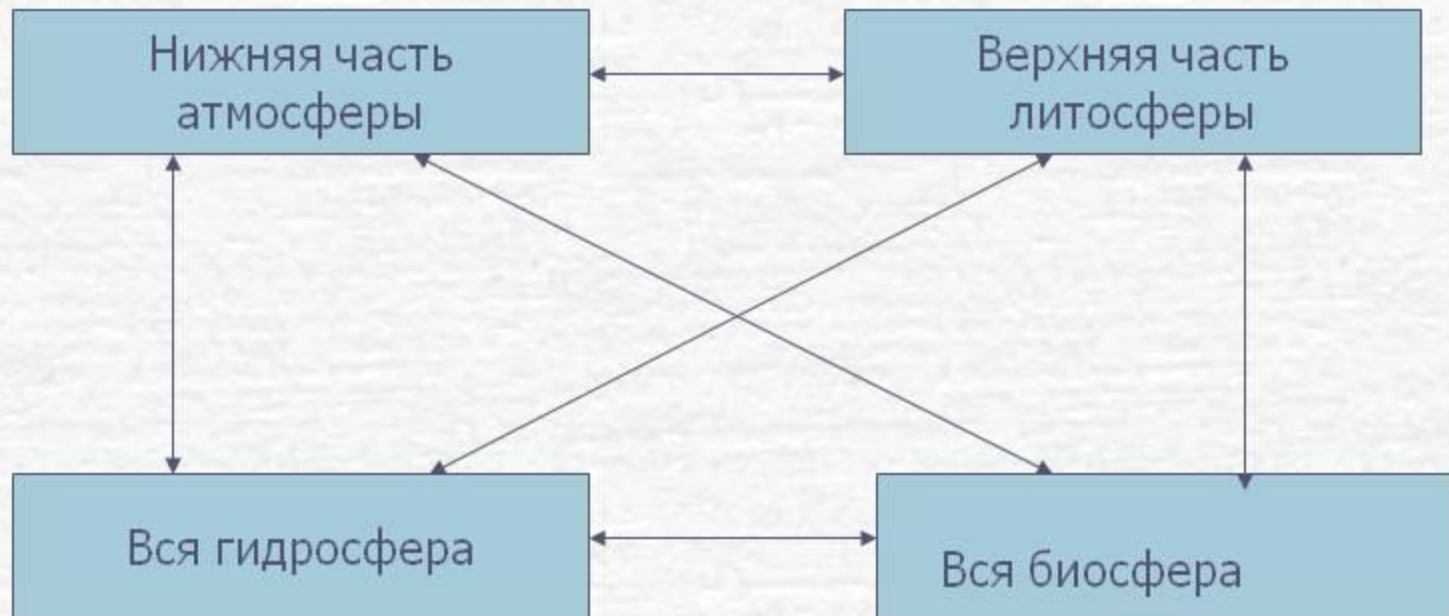 Нижняя часть
атмосферы
Верхняя часть
литосферы
Вся гидросфера
Вся биосфера